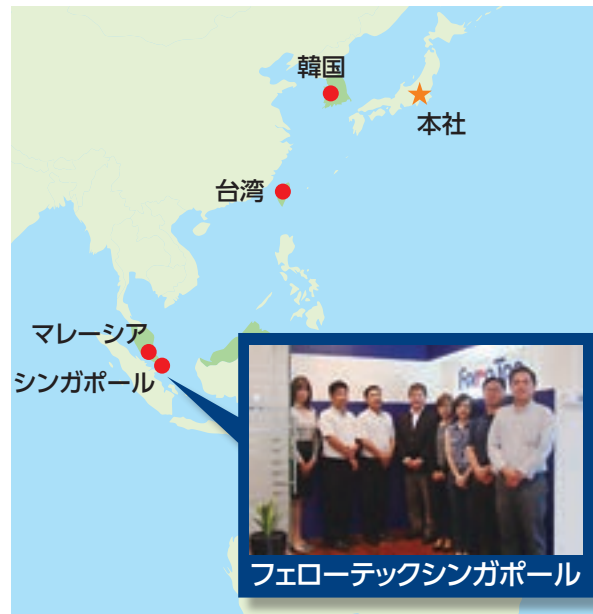 韓国
本社
台湾
マレーシア
シンガポール
FerroTec
フェローテックシンガポール